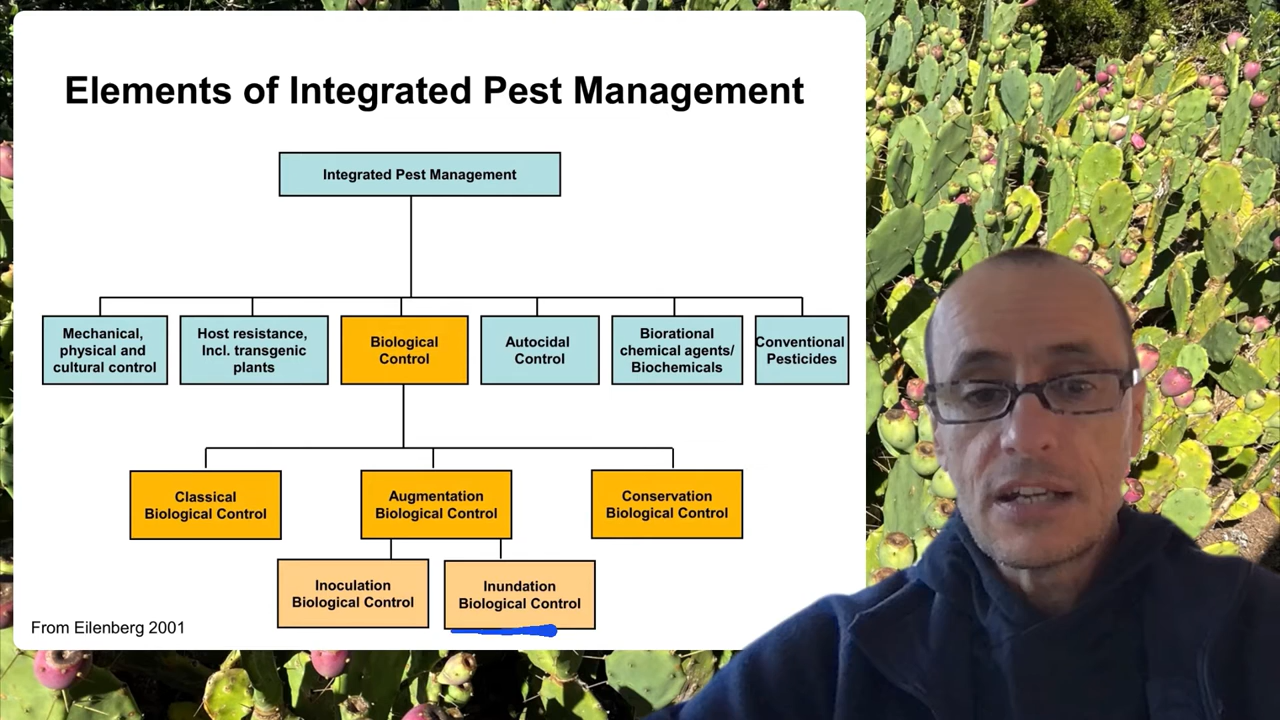 Elements of Integrated Pest Management
Integrated Pest Management
Mechanical,
physical and
cultural control
Host resistance,
Incl. transgenic
plants
Biological
Control
Autocidal
Control
Biorational
chemical agents/
Biochemicals
Conventional
Pesticides
Classical
Biological Control
Augmentation
Biological Control
Conservation
Biological Control
Inoculation
Biological Control
Inundation
Biological Control
From Eilenberg 2001